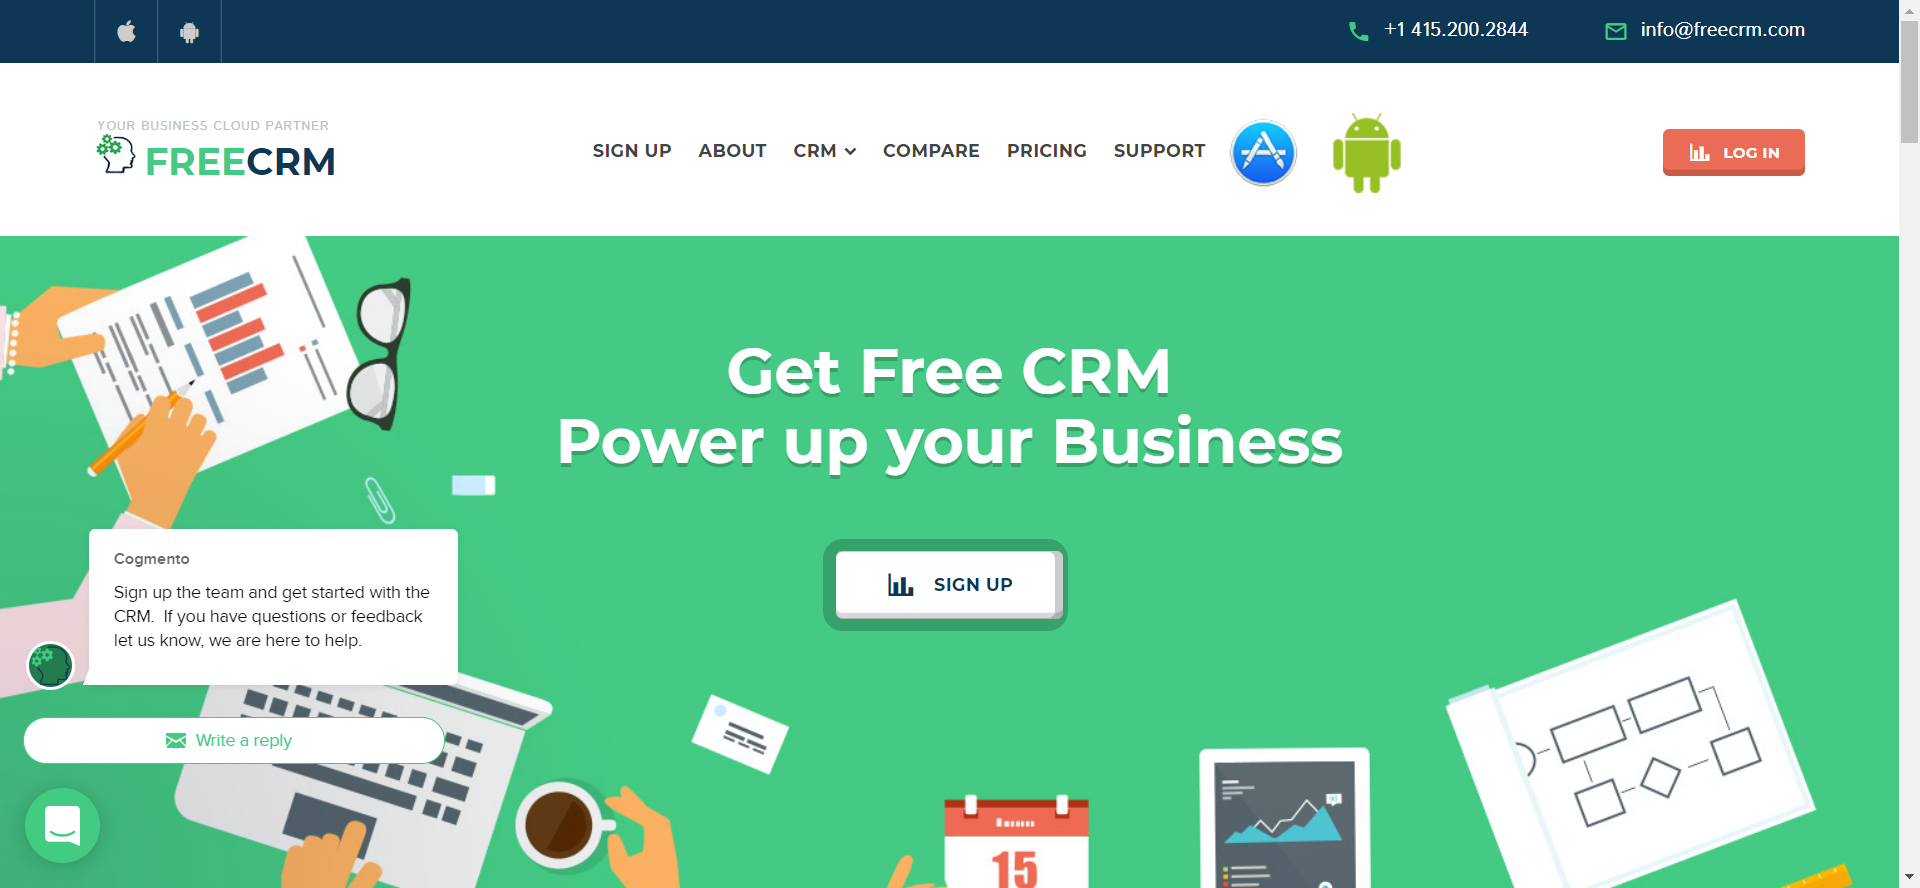 +1 415.200.2844
info@freecrm.com
YOUR BUSINESS CLOUD PARTNER
FREECRM
SIGN UP
ABOUT
CRM
COMPARE
PRICING
SUPPORT
LOG IN
Get Free CRM
Power up your Business
SIGN UP
Cogmento
Sign up the team and get started with the
CRM.  If you have questions or feedback
let us know, we are here to help.
Write a reply
15